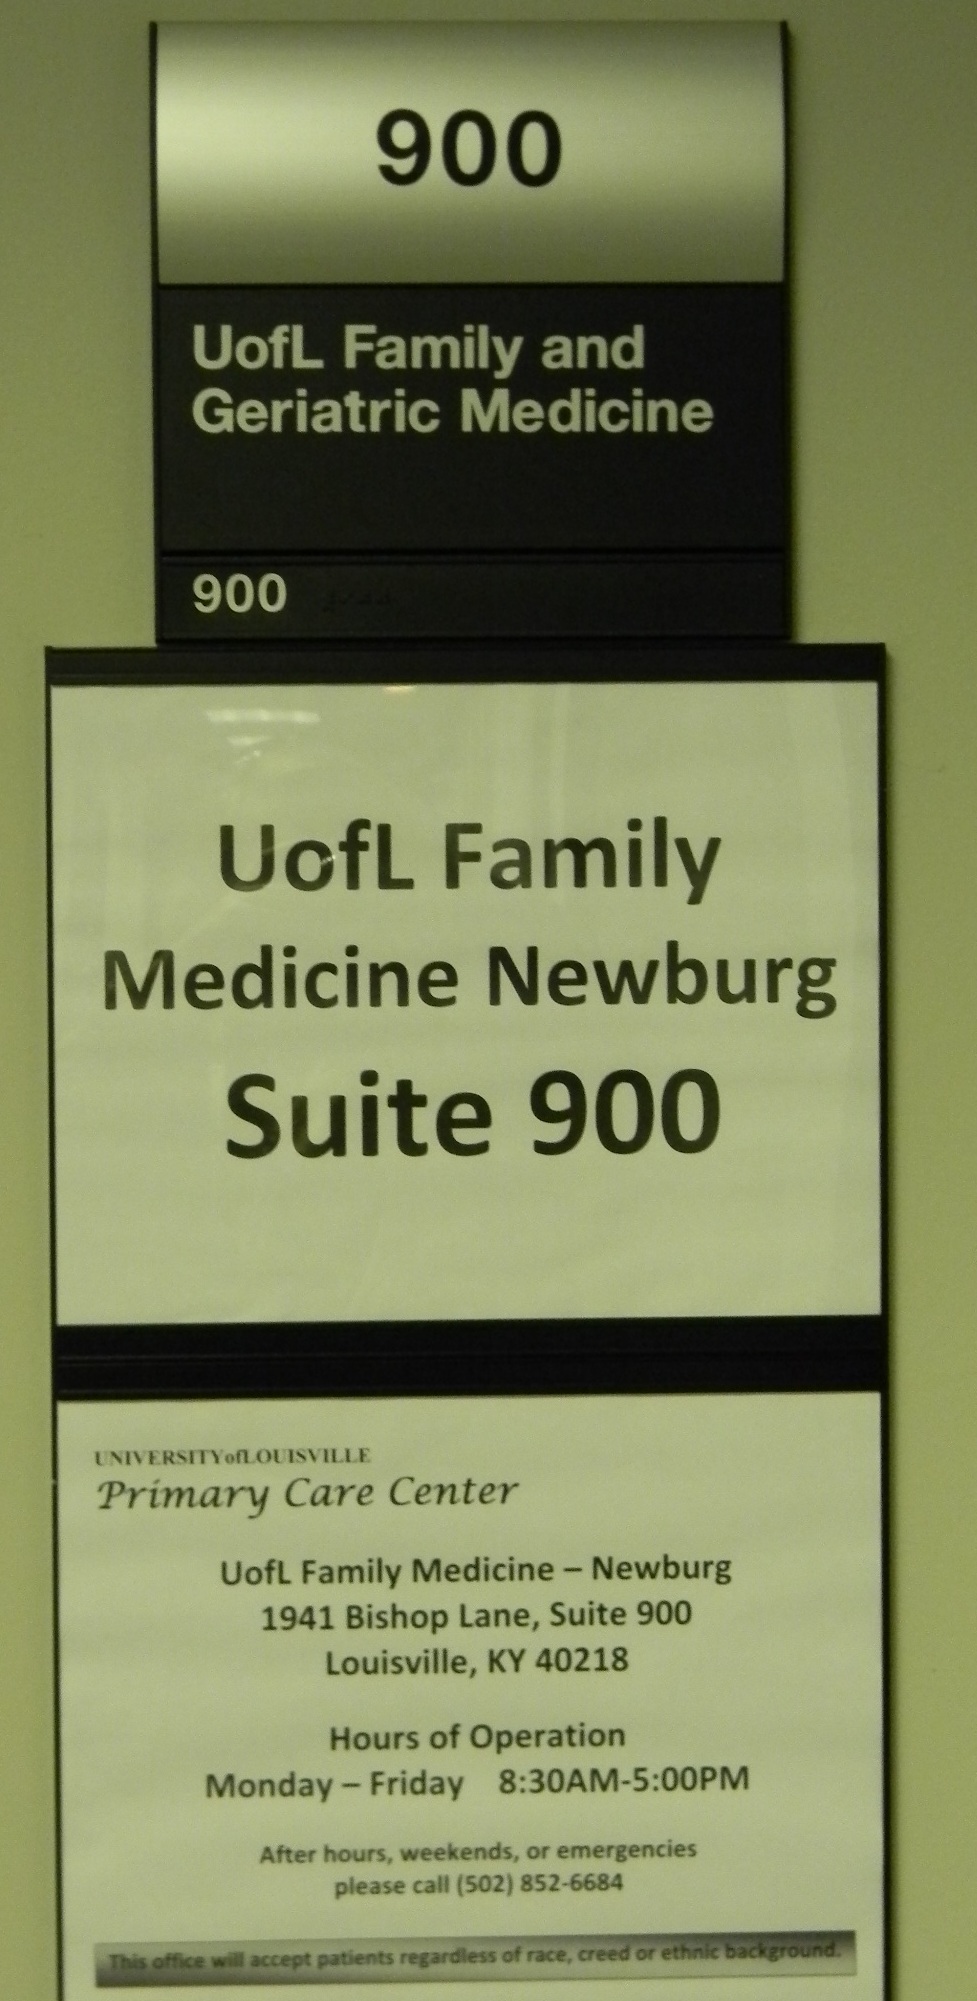 900
UofL Family and
Geriatric Medicine
900
UofL Family
Medicine Newburg
Suite 900
UNIVERSITYofLOUISVILLE
Primary Care Center
UofL Family Medicine – Newburg
1941 Bishop Lane, Suite 900
Louisville, KY 40218
Hours of Operation
Monday – Friday 8:30AM-5:00PM
After hours, weekends, or emergencies
please call (502) 852-6684
This office will accept patients regardless of race, creed or ethnic background.